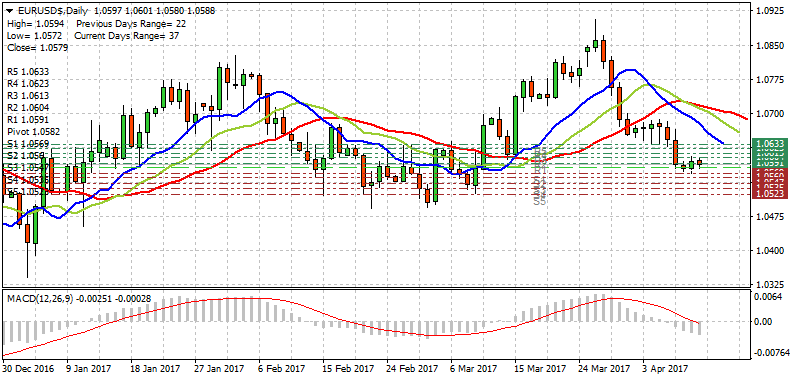 EURUSD$,Daily 1.0597 1.0601 1.0580 1.0588
High= 1.0594 Previous Days Range= 22
Low= 1.0572 Current Days Range= 37
Close= 1.0579
R5 1.0633
R4 1.0623
R3 1.0613
R2 1.0604
R1 1.0591
Pivot 1.0582
S1 1.0569
S2
S3
1.0925
1.0850
1.0775
1.0700
1.0633
1.0523
1.0475
1.0400
1.0325
MACD(12,26,9) -0.00251 -0.00028
0.0064
0.00
-0.00764
30 Dec 2016 9 Jan 2017 18 Jan 2017 27 Jan 2017 6 Feb 2017 15 Feb 2017 24 Feb 2017 6 Mar 2017 15 Mar 2017 24 Mar 2017 3 Apr 2017